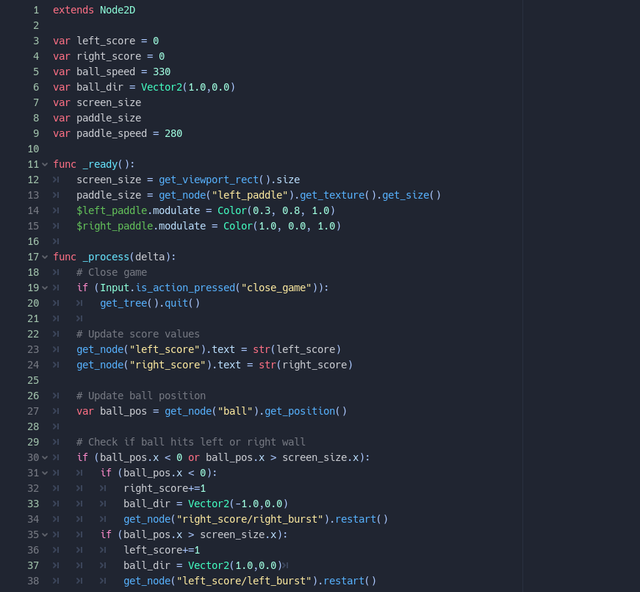 1 extends Node2D
2
3 var left_score = 0
4 var right_score = 0
5 var ball_speed = 330
6 var ball_dir = Vector2(1.0,0.0)
7 var screen_size
8 var paddle_size
9 var paddle_speed = 280
10
11 func _ready():
12 screen_size = get_viewport_rect().size
13 paddle_size = get_node("left_paddle").get_texture().get_size()
14 $left_paddle.modulate = Color(0.3, 0.8, 1.0)
15 $right_paddle.modulate = Color(1.0, 0.0, 1.0)
16
17 func _process(delta):
18 # Close game
19 if (Input.is_action_pressed("close_game")):
20 get_tree().quit()
21
22 # Update score values
23 get_node("left_score").text = str(left_score)
24 get_node("right_score").text = str(right_score)
25
26 # Update ball position
27 var ball_pos = get_node("ball").get_position()
28
29 # Check if ball hits left or right wall
30 if (ball_pos.x < 0 or ball_pos.x > screen_size.x):
31 if (ball_pos.x < 0):
32 right_score+=1
33 ball_dir = Vector2(-1.0,0.0)
34 get_node("right_score/right_burst").restart()
35 if (ball_pos.x > screen_size.x):
36 left_score+=1
37 ball_dir = Vector2(1.0,0.0)
38 get_node("left_score/left_burst").restart()